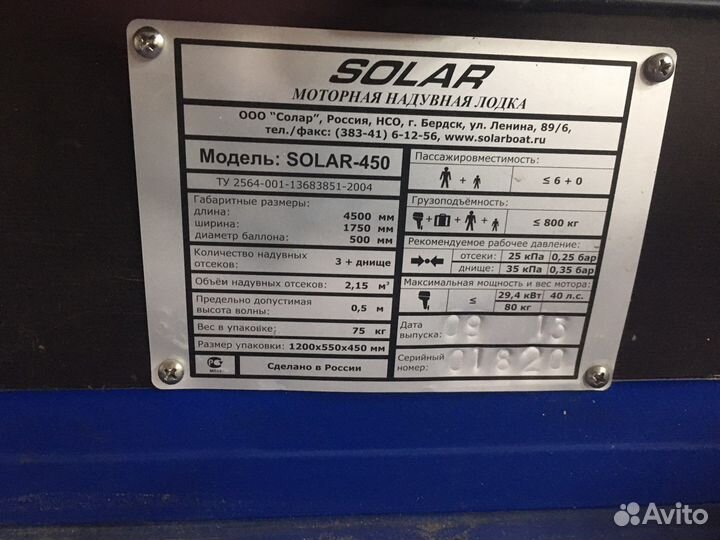 SOLAR
МОТОРНАЯ НАДУВНАЯ ЛОДКА
ООО "Солар", Россия, НСО, г. Бердск, ул. Ленина, 89/6,
тел./факс: (383-41) 6-12-56, www.solarboat.ru
Модель: SOLAR-450
ТУ 2564-001-13683851-2004
Габаритные размеры:
длина: 4500 мм
ширина: 1750 мм
диаметр баллона: 500 мм
Количество надувных
отсеков: 3 + днище
Объём надувных отсеков: 2,15 м³
Предельно допустимая
высота волны: 0,5 м
Вес в упаковке: 75 кг
Размер упаковки: 1200х550х450 мм
Сделано в России
Пассажировместимость:
+ ≤ 6 + 0
Грузоподъёмность:
+ + + ≤ 800 кг
Рекомендуемое рабочее давление:
отсеки: 25 кПа 0,25 бар
днище: 35 кПа 0,35 бар
Максимальная мощность и вес мотора:
≤ 29,4 кВт 40 л.с.
80 кг
Дата
выпуска: 09 13
Серийный
номер: 01820
Avito